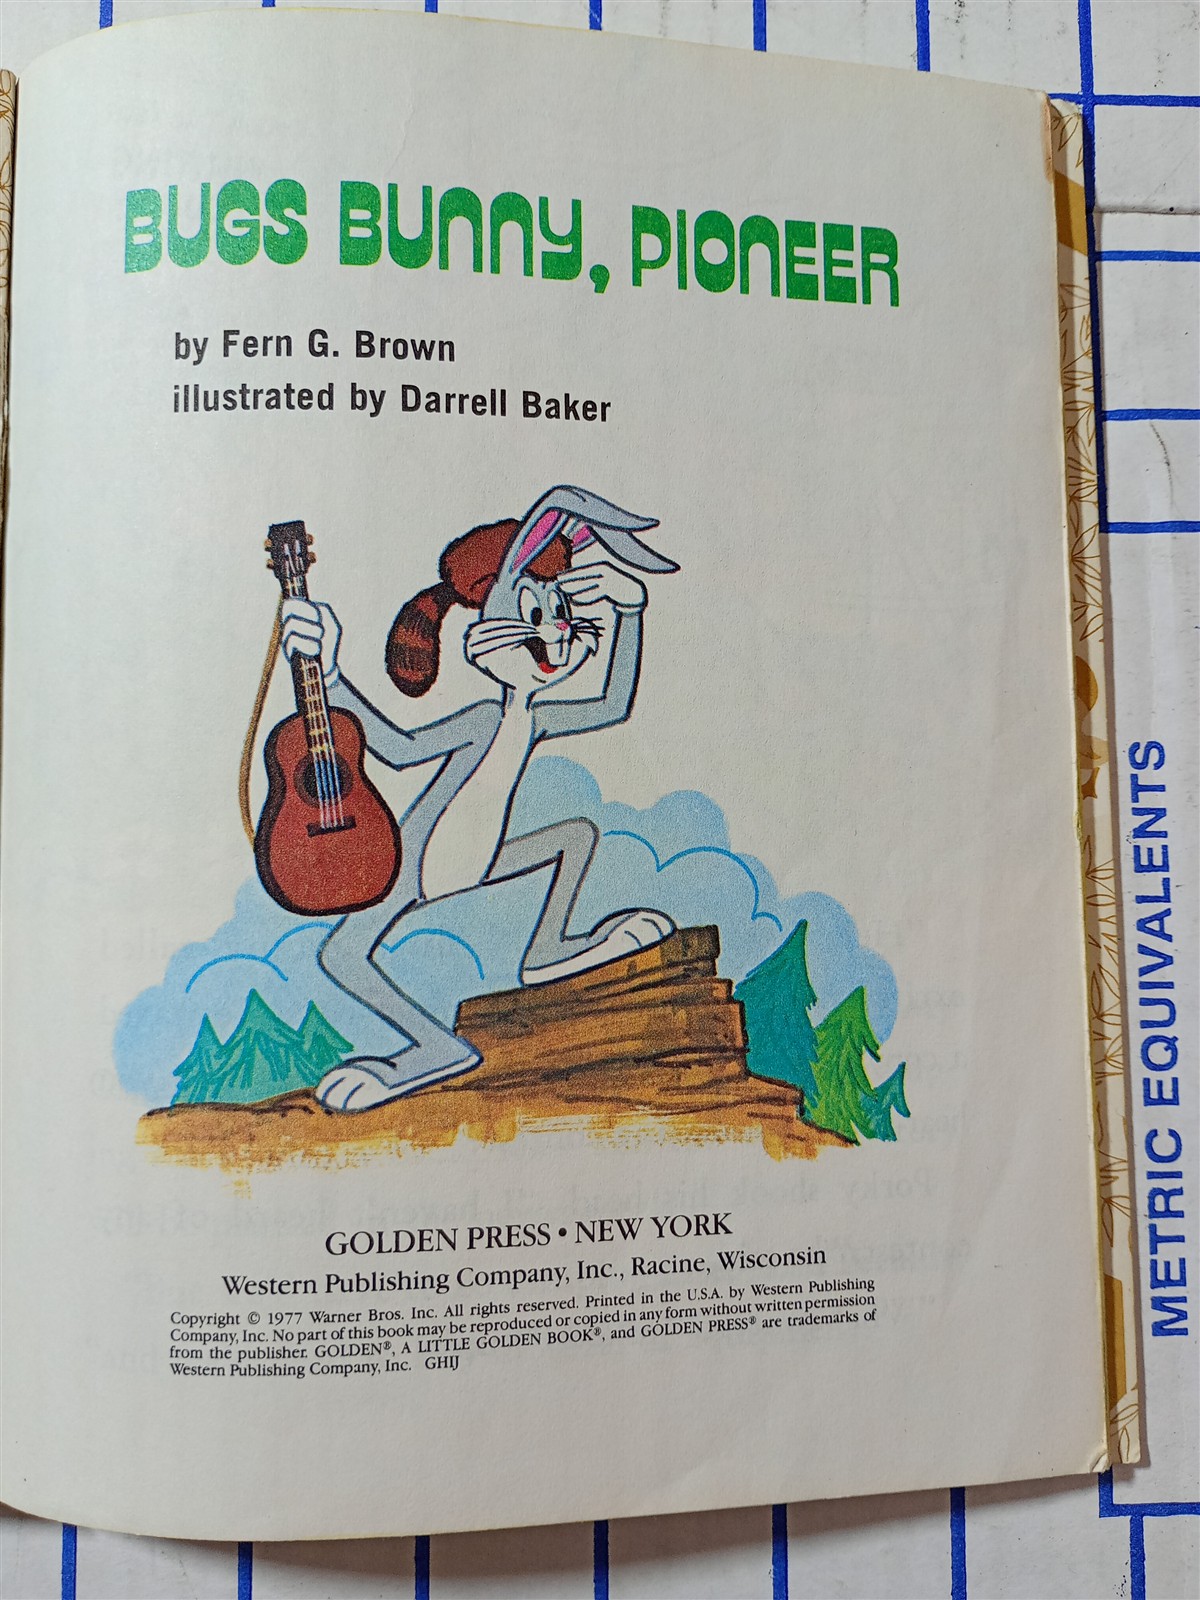 BUGS BUNNY, PIONEER
by Fern G. Brown
illustrated by Darrell Baker
GOLDEN PRESS • NEW YORK
Western Publishing Company, Inc., Racine, Wisconsin
Copyright © 1977 Warner Bros. Inc. All rights reserved. Printed in the U.S.A. by Western Publishing
Company, Inc. No part of this book may be reproduced or copied in any form without written permission
from the publisher. GOLDEN®, A LITTLE GOLDEN BOOK®, and GOLDEN PRESS® are trademarks of
Western Publishing Company, Inc. GHIJ
METRIC EQUIVALENTS